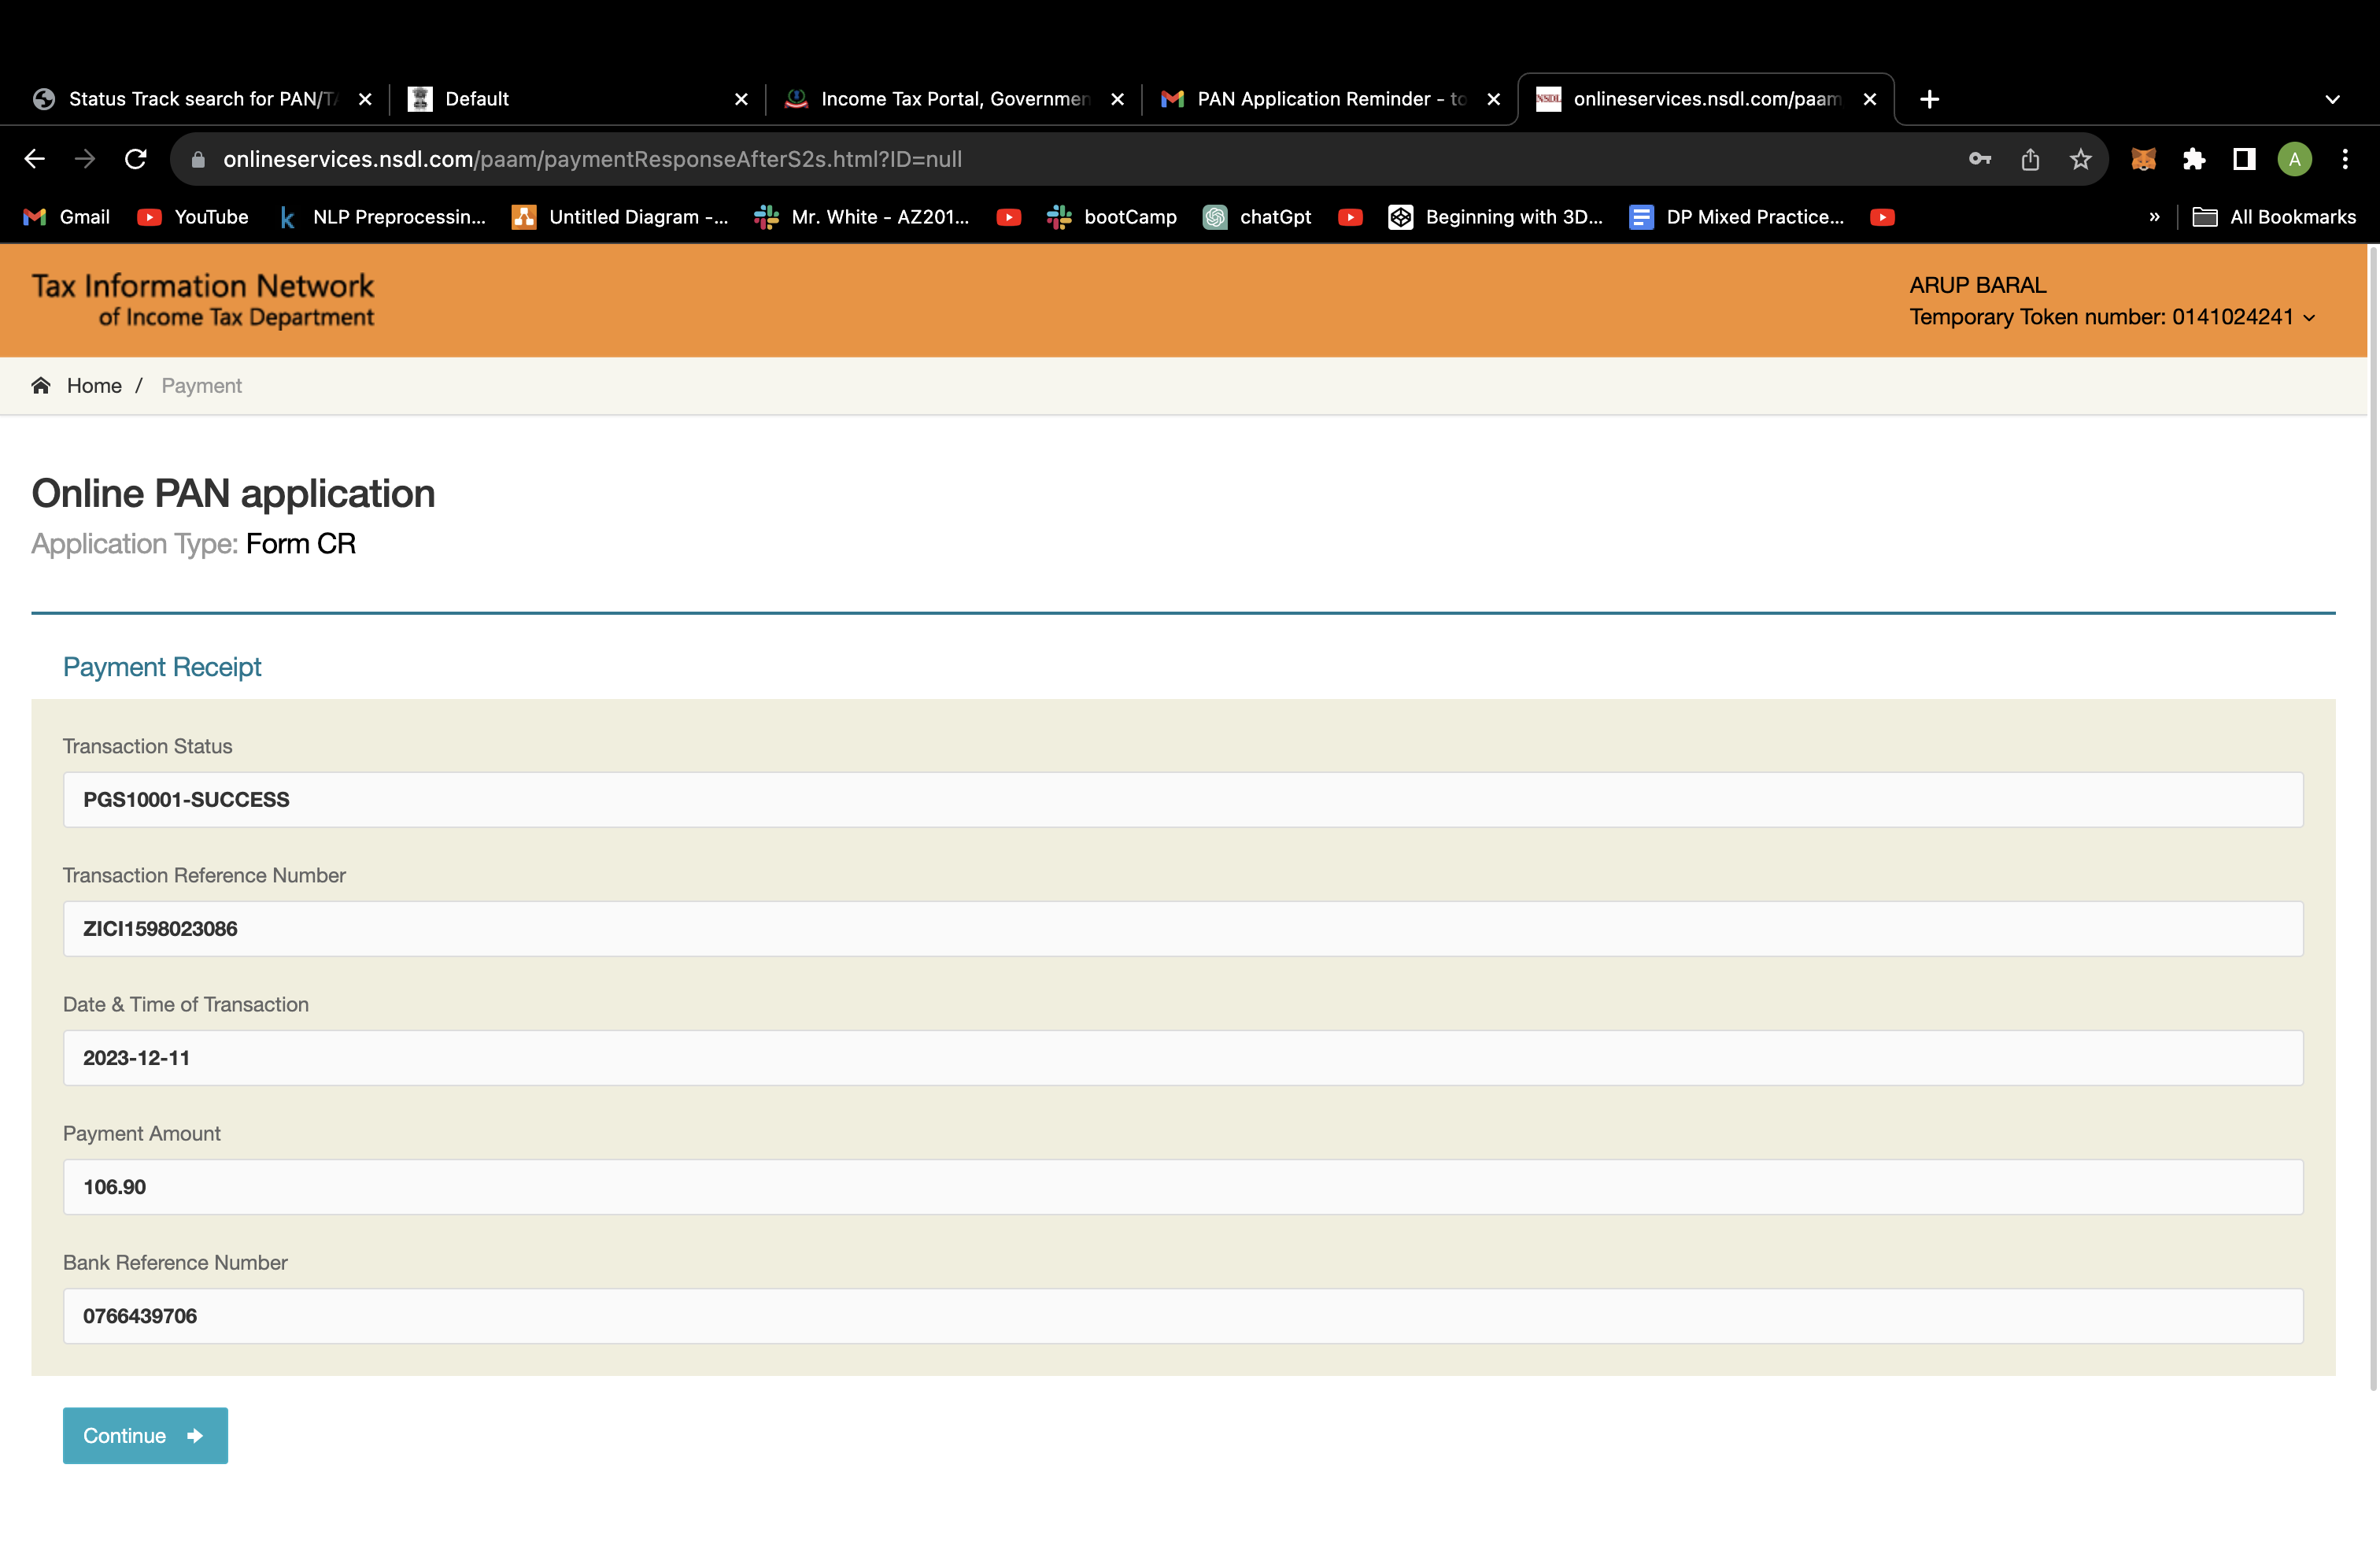 Status Track search for PAN/TA
Default
Income Tax Portal, Governmen
PAN Application Reminder - to
NSDL
onlineservices.nsdl.com/paam
onlineservices.nsdl.com/paam/paymentResponseAfterS2s.html?ID=null
A
Gmail
YouTube
k NLP Preprocessin...
Untitled Diagram -...
Mr. White - AZ201...
bootCamp
chatGpt
Beginning with 3D...
DP Mixed Practice...
»
All Bookmarks
Tax Information Network
of Income Tax Department
ARUP BARAL
Temporary Token number: 0141024241
Home / Payment
Online PAN application
Application Type: Form CR
Payment Receipt
Transaction Status
PGS10001-SUCCESS
Transaction Reference Number
ZICI1598023086
Date & Time of Transaction
2023-12-11
Payment Amount
106.90
Bank Reference Number
0766439706
Continue